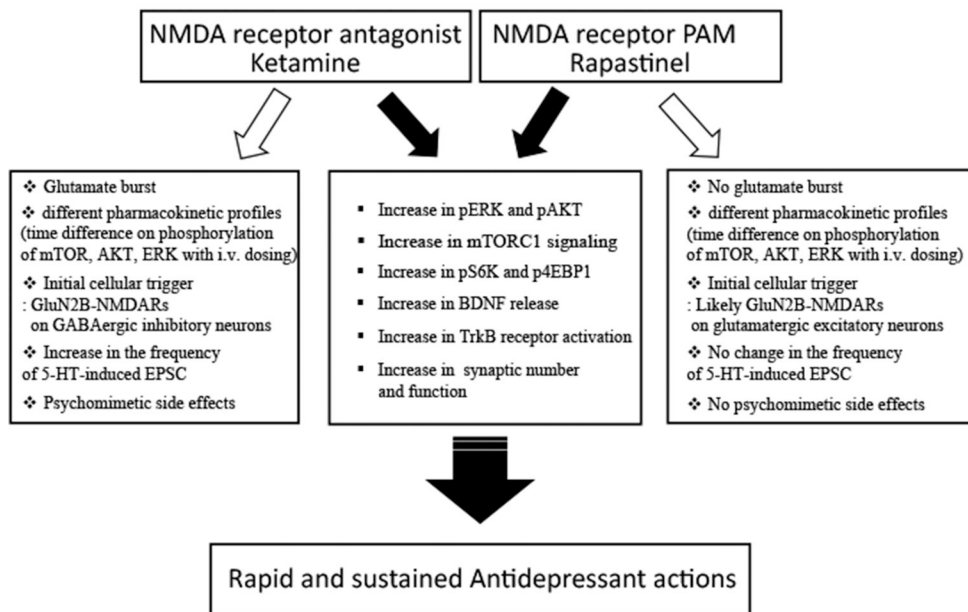 NMDA receptor antagonist
Ketamine
NMDA receptor PAM
Rapastinel
❖ Glutamate burst
❖ different pharmacokinetic profiles
(time difference on phosphorylation
of mTOR, AKT, ERK with i.v. dosing)
❖ Initial cellular trigger
: GluN2B-NMDARs
on GABAergic inhibitory neurons
❖ Increase in the frequency
of 5-HT-induced EPSC
❖ Psychomimetic side effects
▪ Increase in pERK and pAKT
▪ Increase in mTORC1 signaling
▪ Increase in pS6K and p4EBP1
▪ Increase in BDNF release
▪ Increase in TrkB receptor activation
▪ Increase in synaptic number
and function
❖ No glutamate burst
❖ different pharmacokinetic profiles
(time difference on phosphorylation
of mTOR, AKT, ERK with i.v. dosing)
❖ Initial cellular trigger
: Likely GluN2B-NMDARs
on glutamatergic excitatory neurons
❖ No change in the frequency
of 5-HT-induced EPSC
❖ No psychomimetic side effects
Rapid and sustained Antidepressant actions